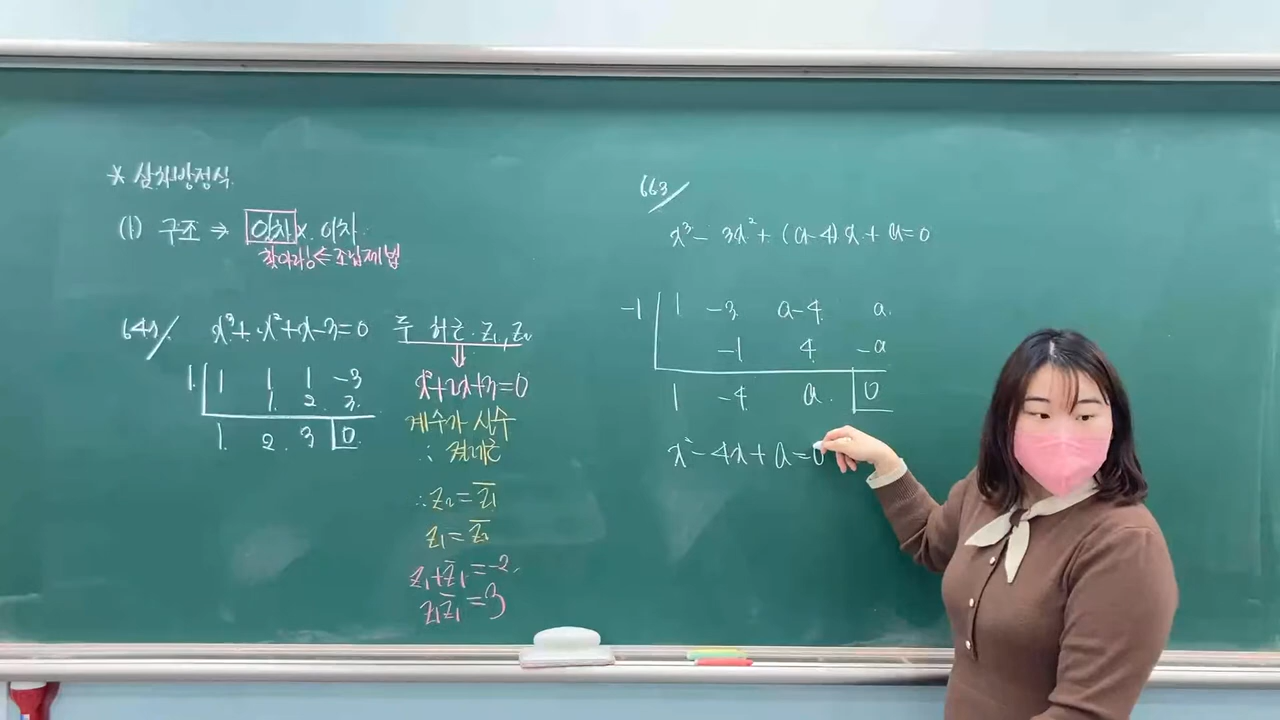 * 삼차방정식.
(1) 구조 ⇒ 일차 × 이차.
찾아라! ⇐ 조립제법
641/ x³+x²+x-3=0 두 허근. z₁, z₂
1 | 1 1 1 -3
1 2 3
1. 2. 3 | 0.
⇓
x²+2x+3=0
계수가 실수
∴ 켤레근
∴ z₂ = z̄₁
z₁ = z̄₂
z₁+z̄₁=-2.
z₁z̄₁=3
663/
x³-3x²+(a-4)x+a=0
-1 | 1 -3 a-4 a.
-1 4 -a
1 -4 a. | 0
x²-4x+a=0